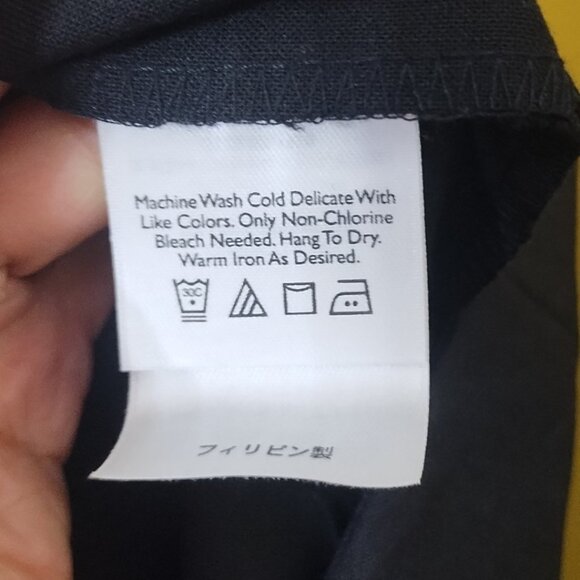 Machine Wash Cold Delicate With
Like Colors. Only Non-Chlorine
Bleach Needed. Hang To Dry.
Warm Iron As Desired.
30C
フィリピン製